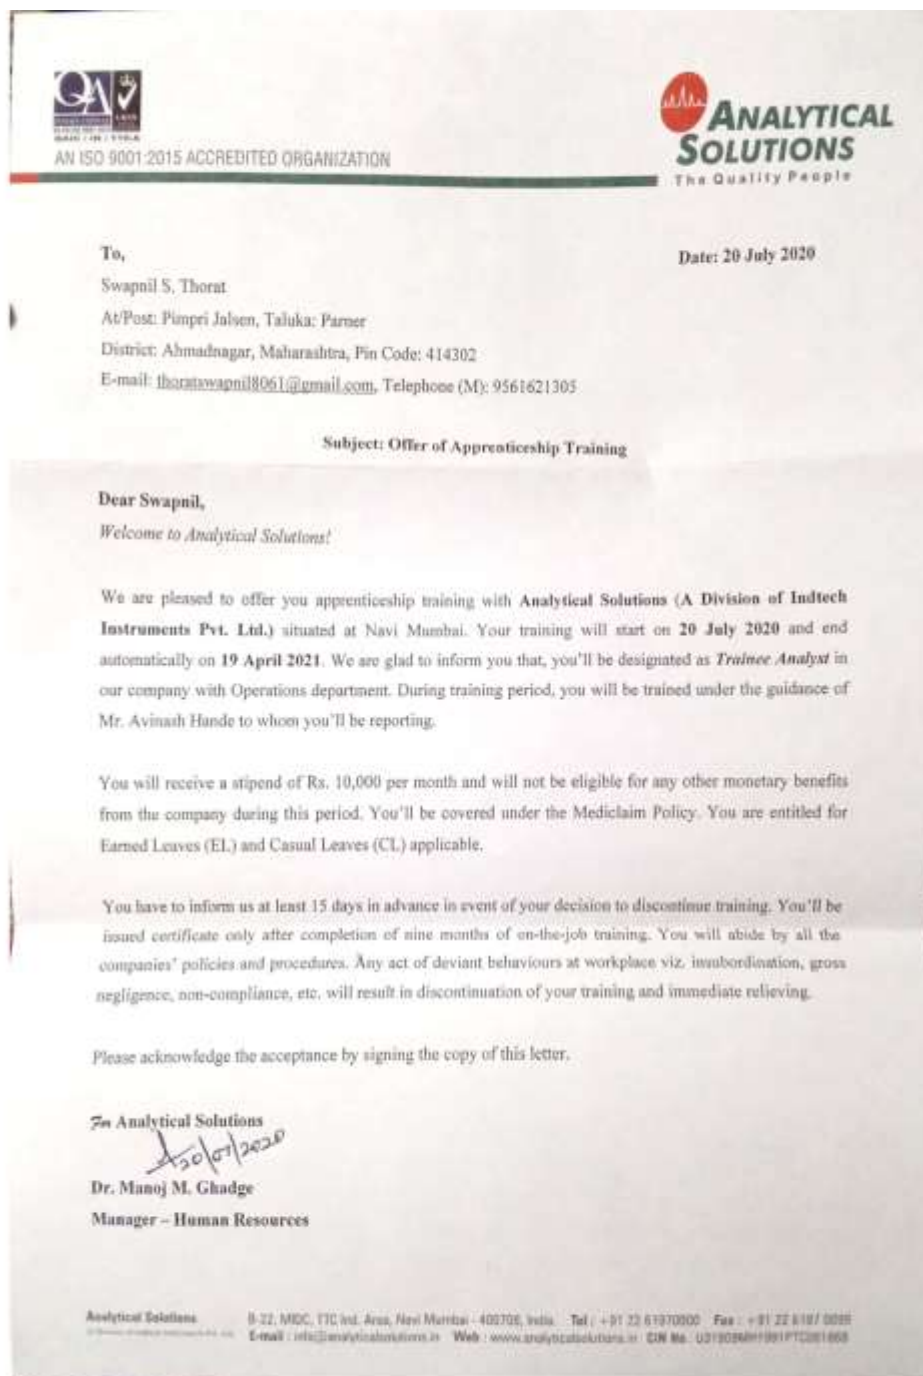 QA
AN ISO 9001:2015 ACCREDITED ORGANIZATION
ANALYTICAL
SOLUTIONS
The Quality People
To,
Date: 20 July 2020
Swapnil S. Thorat
At/Post: Pimpri Jalsen, Taluka: Parner
District: Ahmadnagar, Maharashtra, Pin Code: 414302
E-mail: thoratswapnil8061@gmail.com, Telephone (M): 9561621305
Subject: Offer of Apprenticeship Training
Dear Swapnil,
Welcome to Analytical Solutions!
We are pleased to offer you apprenticeship training with Analytical Solutions (A Division of Indtech
Instruments Pvt. Ltd.) situated at Navi Mumbai. Your training will start on 20 July 2020 and end
automatically on 19 April 2021. We are glad to inform you that, you'll be designated as Trainee Analyst in
our company with Operations department. During training period, you will be trained under the guidance of
Mr. Avinash Hande to whom you'll be reporting.
You will receive a stipend of Rs. 10,000 per month and will not be eligible for any other monetary benefits
from the company during this period. You'll be covered under the Mediclaim Policy. You are entitled for
Earned Leaves (EL) and Casual Leaves (CL) applicable.
You have to inform us at least 15 days in advance in event of your decision to discontinue training. You'll be
issued certificate only after completion of nine months of on-the-job training. You will abide by all the
companies' policies and procedures. Any act of deviant behaviours at workplace viz. insubordination, gross
negligence, non-compliance, etc. will result in discontinuation of your training and immediate relieving.
Please acknowledge the acceptance by signing the copy of this letter.
For Analytical Solutions
20/07/2020
Dr. Manoj M. Ghadge
Manager – Human Resources
Analytical Solutions
B-22, MIDC, TTC Ind. Area, Navi Mumbai - 400706, India. Tel : +91 22 61970000 Fax : +91 22 6197
E-mail : info@analyticalsolutions.in Web : www.analyticalsolutions.in CIN No.